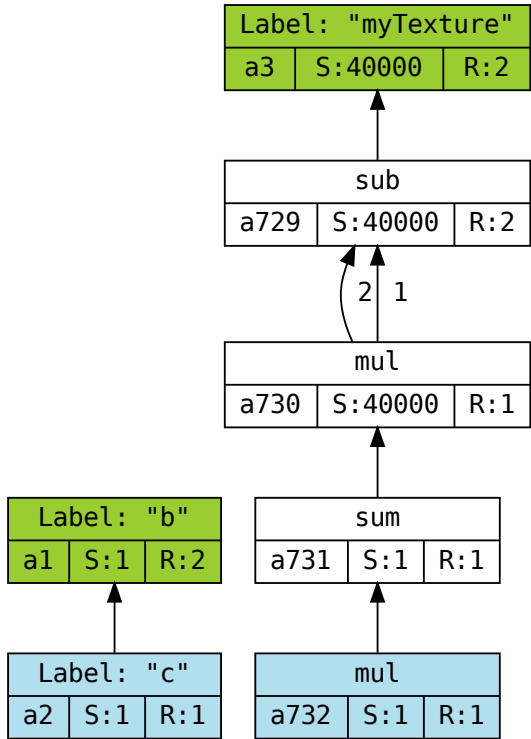 Label: "myTexture"
a3 S:40000 R:2
sub
a729 S:40000 R:2
2 1
mul
a730 S:40000 R:1
Label: "b"
a1 S:1 R:2
sum
a731 S:1 R:1
Label: "c"
a2 S:1 R:1
mul
a732 S:1 R:1